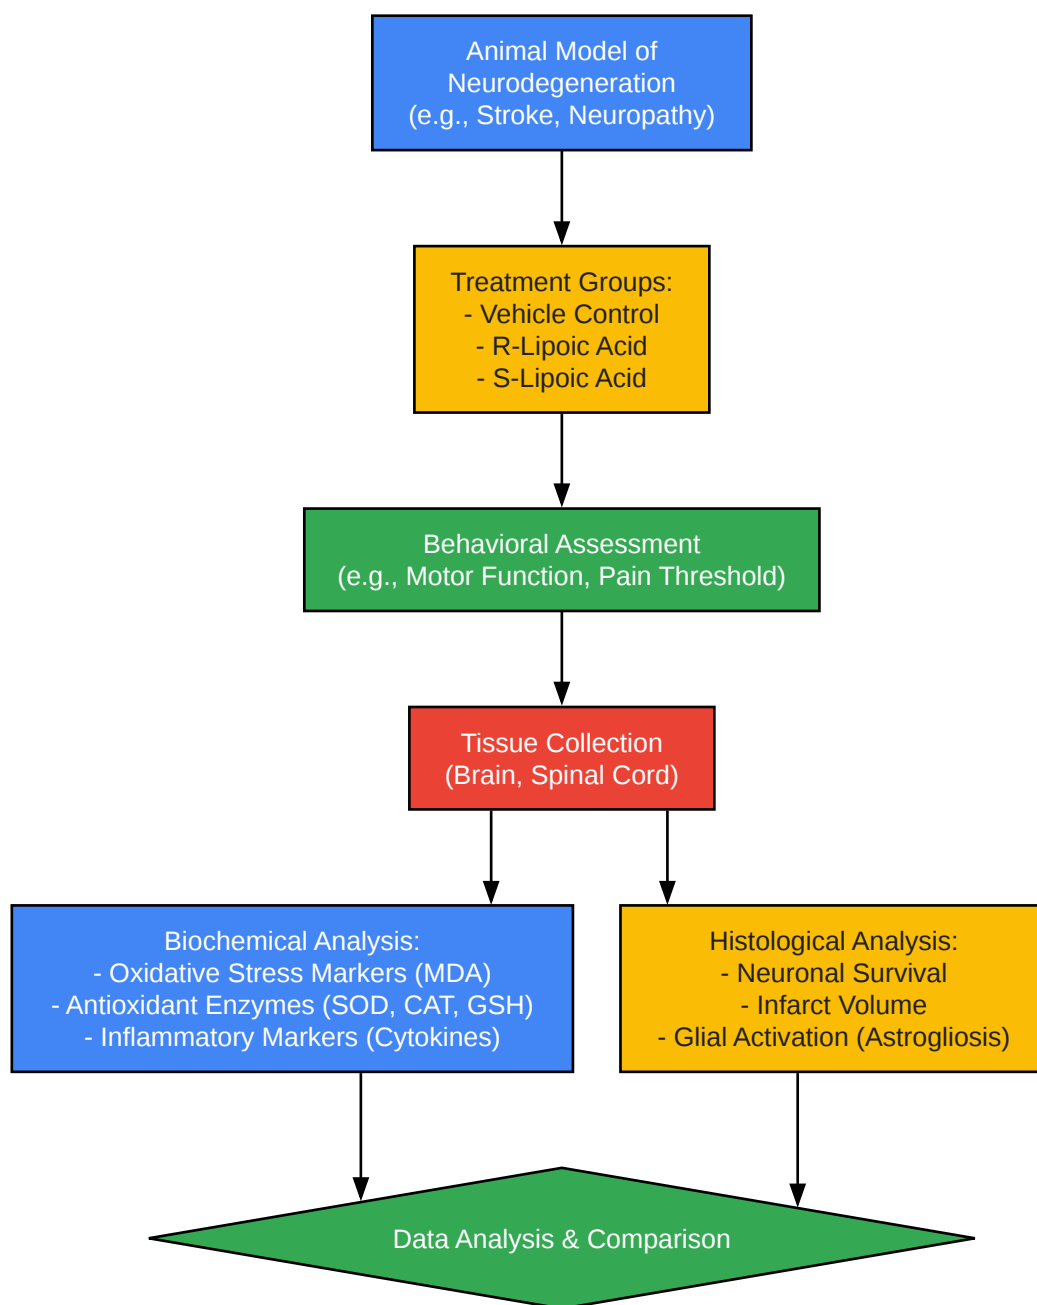 Animal Model of
Neurodegeneration
(e.g., Stroke, Neuropathy)
Treatment Groups:
- Vehicle Control
- R-Lipoic Acid
- S-Lipoic Acid
Behavioral Assessment
(e.g., Motor Function, Pain Threshold)
Tissue Collection
(Brain, Spinal Cord)
Biochemical Analysis:
- Oxidative Stress Markers (MDA)
- Antioxidant Enzymes (SOD, CAT, GSH)
- Inflammatory Markers (Cytokines)
Histological Analysis:
- Neuronal Survival
- Infarct Volume
- Glial Activation (Astrogliosis)
Data Analysis & Comparison